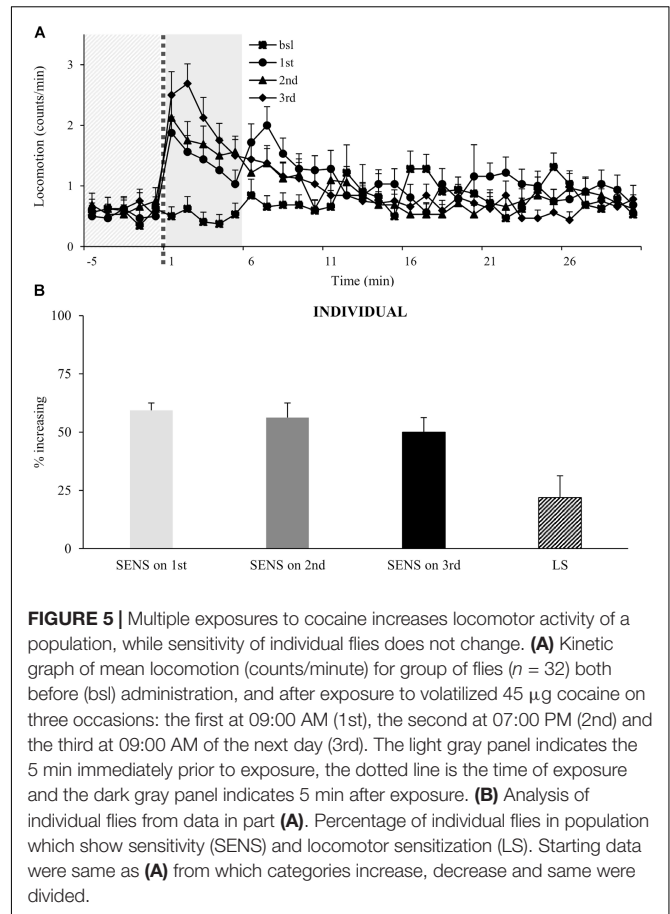 A
bsl
1st
2nd
3rd
Locomotion (counts/min)
3
2
1
0
-5 1 6 11 16 21 26
Time (min)
B
INDIVIDUAL
% increasing
100
75
50
25
0
SENS on 1st SENS on 2nd SENS on 3rd LS
FIGURE 5 | Multiple exposures to cocaine increases locomotor activity of a
population, while sensitivity of individual flies does not change. (A) Kinetic
graph of mean locomotion (counts/minute) for group of flies (n = 32) both
before (bsl) administration, and after exposure to volatilized 45 μg cocaine on
three occasions: the first at 09:00 AM (1st), the second at 07:00 PM (2nd) and
the third at 09:00 AM of the next day (3rd). The light gray panel indicates the
5 min immediately prior to exposure, the dotted line is the time of exposure
and the dark gray panel indicates 5 min after exposure. (B) Analysis of
individual flies from data in part (A). Percentage of individual flies in population
which show sensitivity (SENS) and locomotor sensitization (LS). Starting data
were same as (A) from which categories increase, decrease and same were
divided.